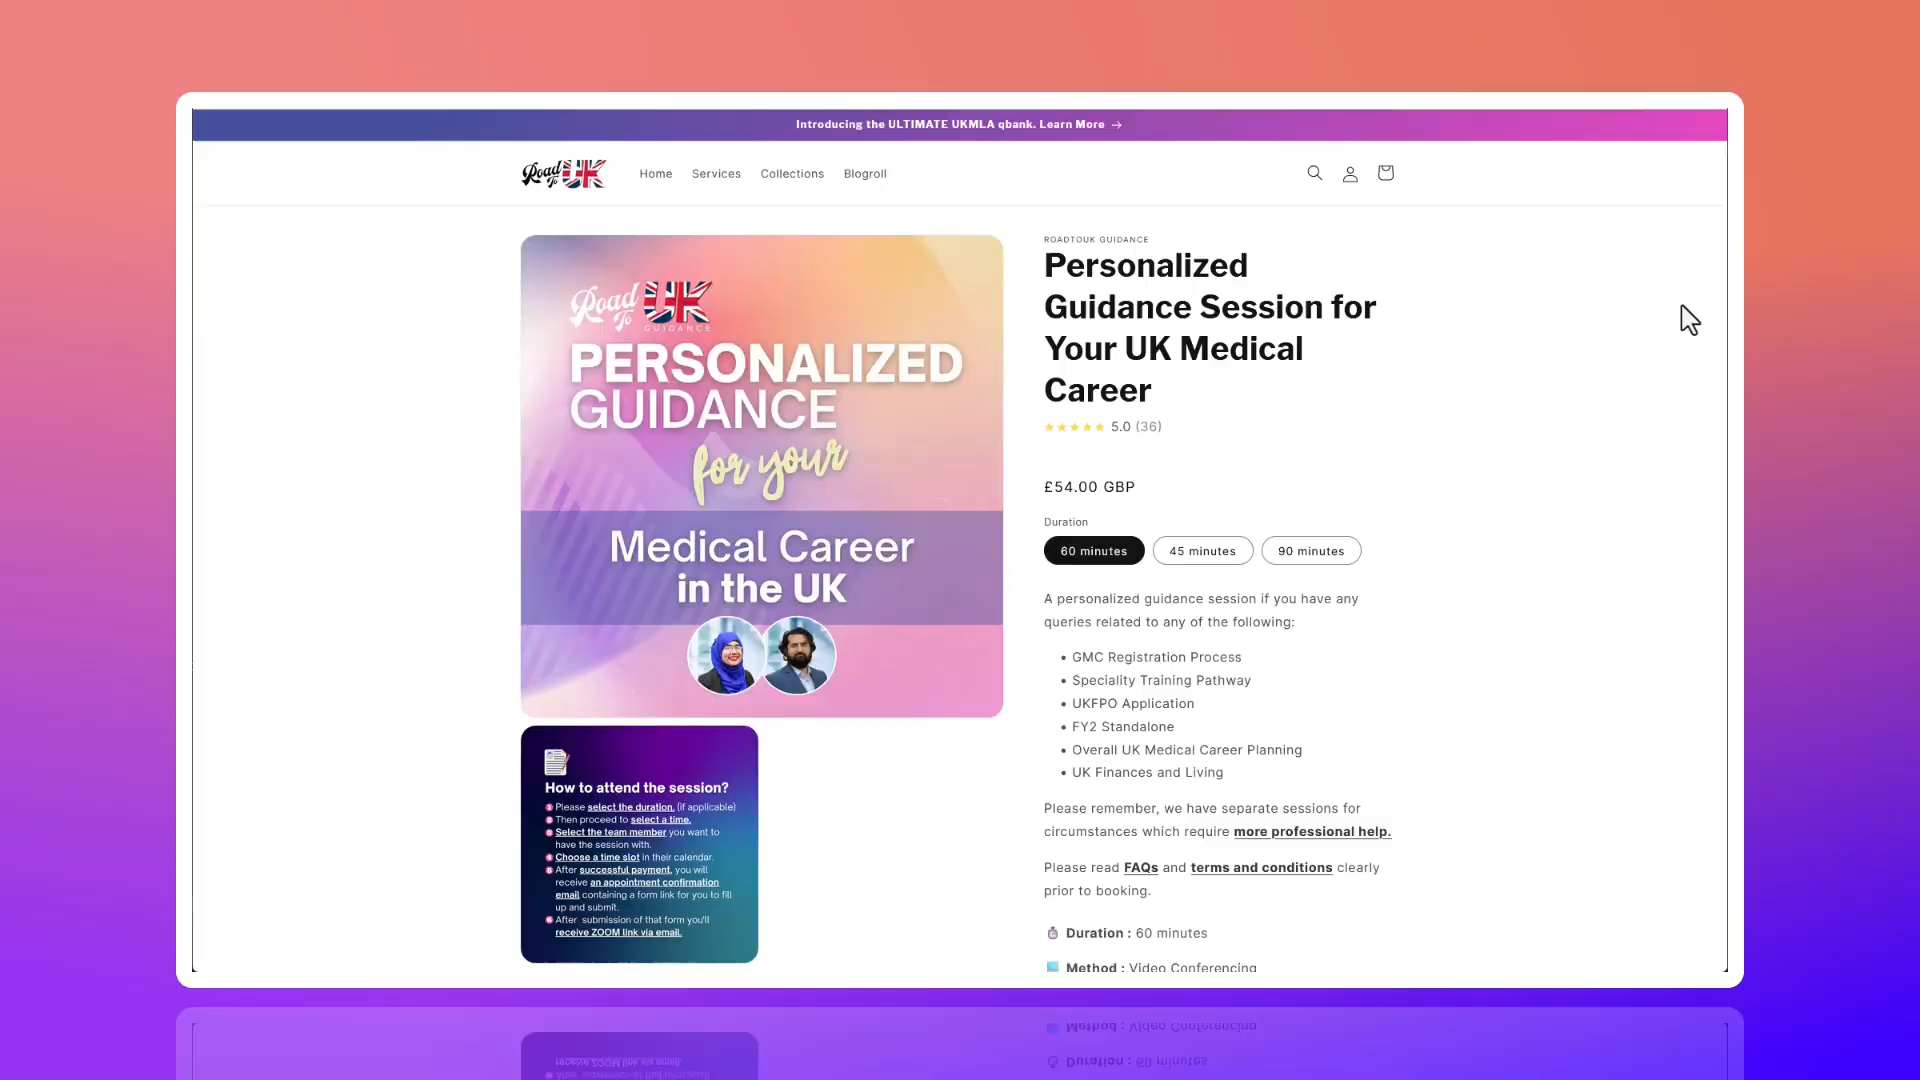 Introducing the ULTIMATE UKMLA qbank. Learn More →
Road To UK
Home
Services
Collections
Blogroll
Road To UK
GUIDANCE
PERSONALIZED
GUIDANCE
for your
Medical Career
in the UK
How to attend the session?
1 Please select the duration. (if applicable)
2 Then proceed to select a time.
3 Select the team member you want to
have the session with.
4 Choose a time slot in their calendar.
5 After successful payment, you will
receive an appointment confirmation
email containing a form link for you to fill
up and submit.
6 After submission of that form you'll
receive ZOOM link via email.
ROADTOUK GUIDANCE
Personalized
Guidance Session for
Your UK Medical
Career
★★★★★ 5.0 (36)
£54.00 GBP
Duration
60 minutes
45 minutes
90 minutes
A personalized guidance session if you have any
queries related to any of the following:
• GMC Registration Process
• Speciality Training Pathway
• UKFPO Application
• FY2 Standalone
• Overall UK Medical Career Planning
• UK Finances and Living
Please remember, we have separate sessions for
circumstances which require more professional help.
Please read FAQs and terms and conditions clearly
prior to booking.
Duration : 60 minutes
Method : Video Conferencing